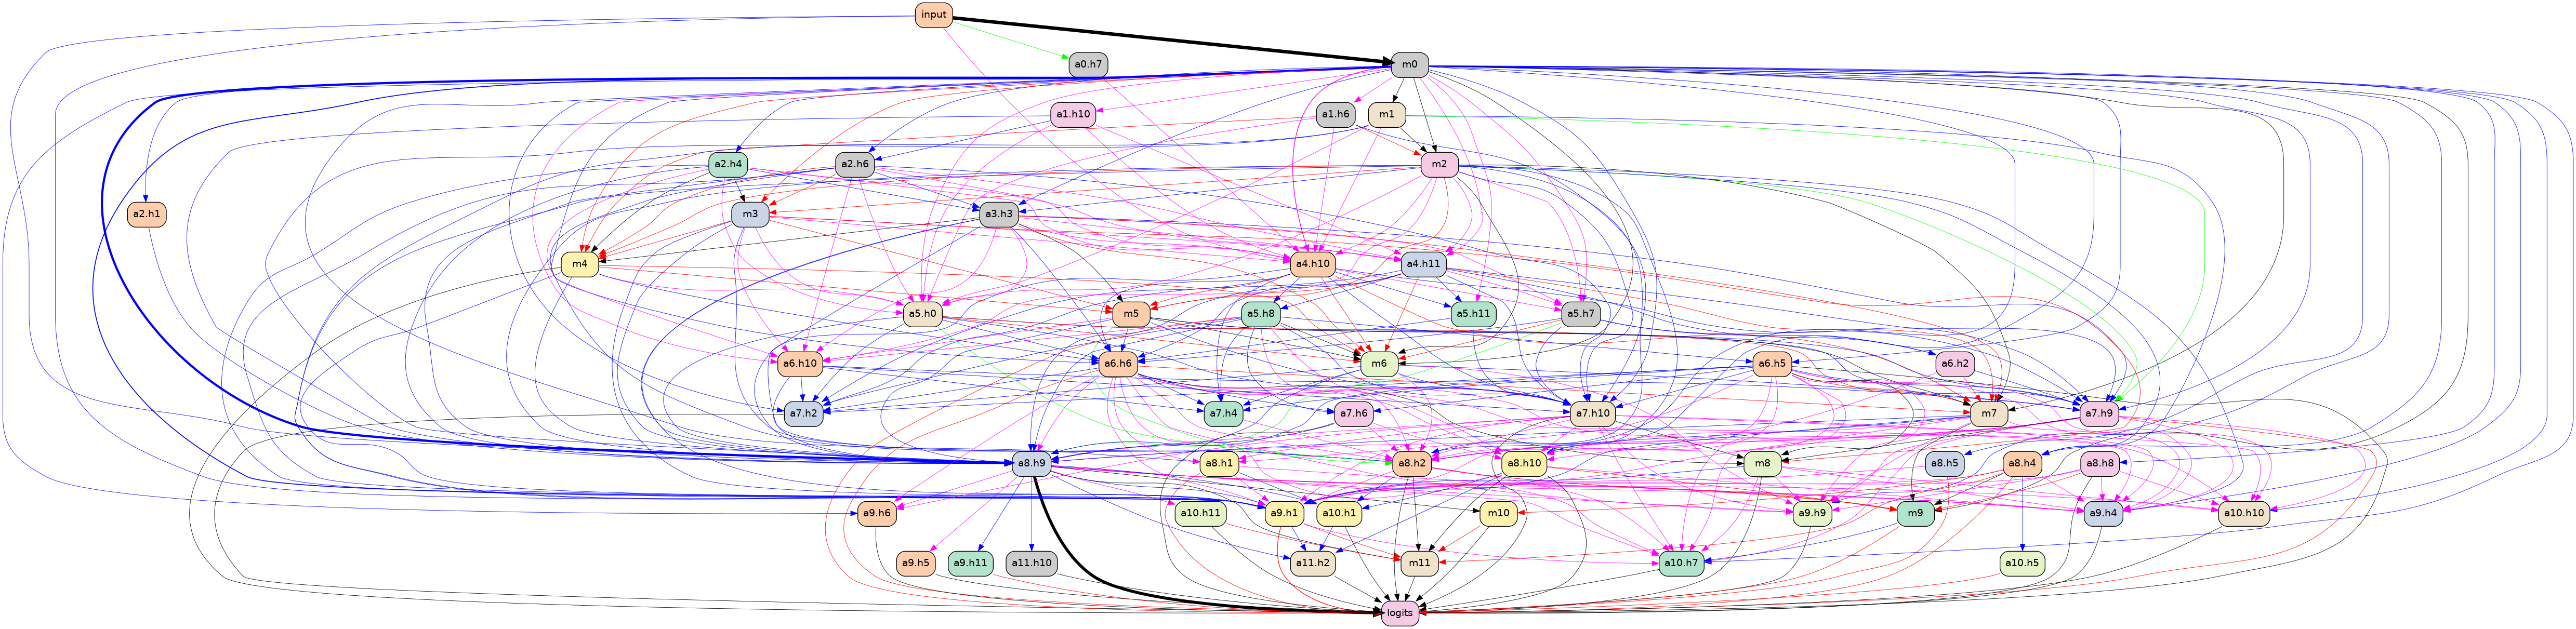 input
a0.h7 m0
a1.h10 a1.h6 m1
a2.h4 a2.h6 m2
a2.h1 m3 a3.h3
m4 a4.h10 a4.h11
a5.h0 m5 a5.h8 a5.h11 a5.h7
a6.h10 a6.h6 m6 a6.h5 a6.h2
a7.h2 a7.h4 a7.h6 a7.h10 m7 a7.h9
a8.h9 a8.h1 a8.h2 a8.h10 m8 a8.h5 a8.h4 a8.h8
a9.h6 a10.h11 a9.h1 a10.h1 m10 a9.h9 m9 a9.h4 a10.h10
a9.h5 a9.h11 a11.h10 a11.h2 m11 a10.h7 a10.h5
logits